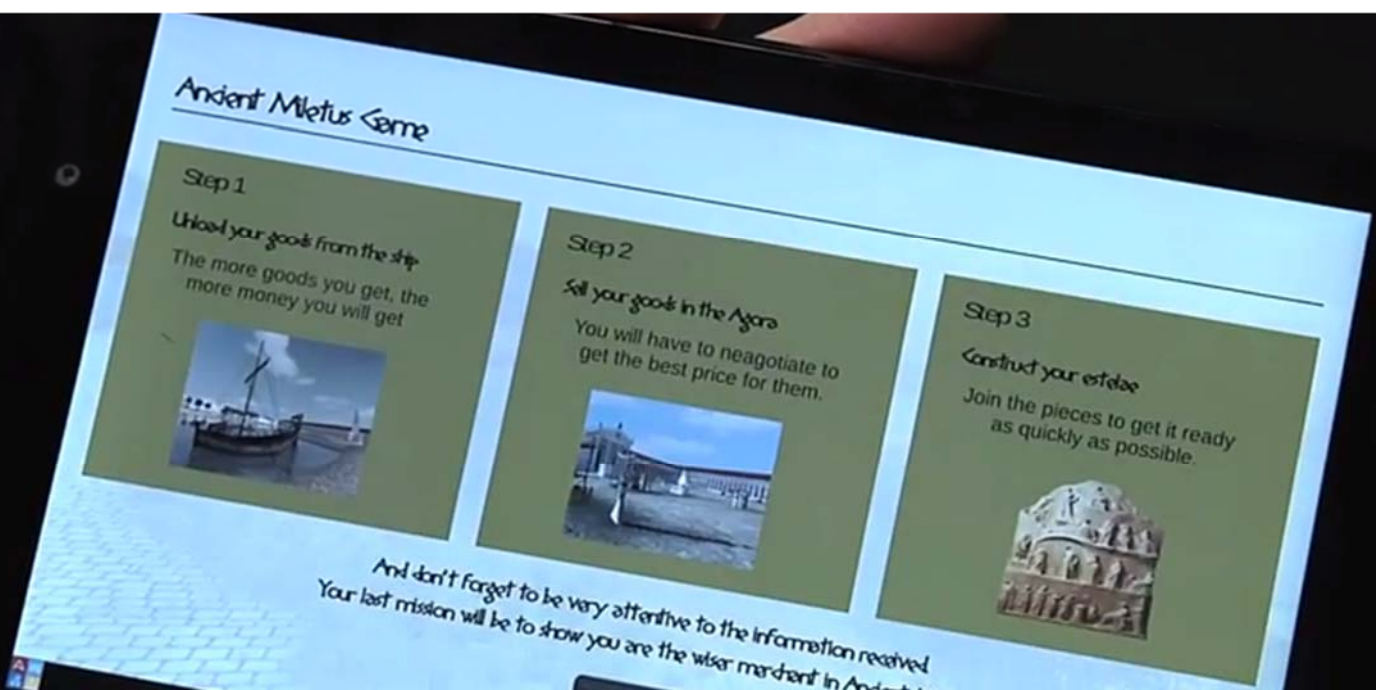 Ancient Miletus Game
Step 1
Unload your goods from the ship
The more goods you get, the
more money you will get
Step 2
Sell your goods in the Agora
You will have to neagotiate to
get the best price for them.
Step 3
Construct your estelae
Join the pieces to get it ready
as quickly as possible.
And don't forget to be very attentive to the information received
Your last mission will be to show you are the wiser merchant in